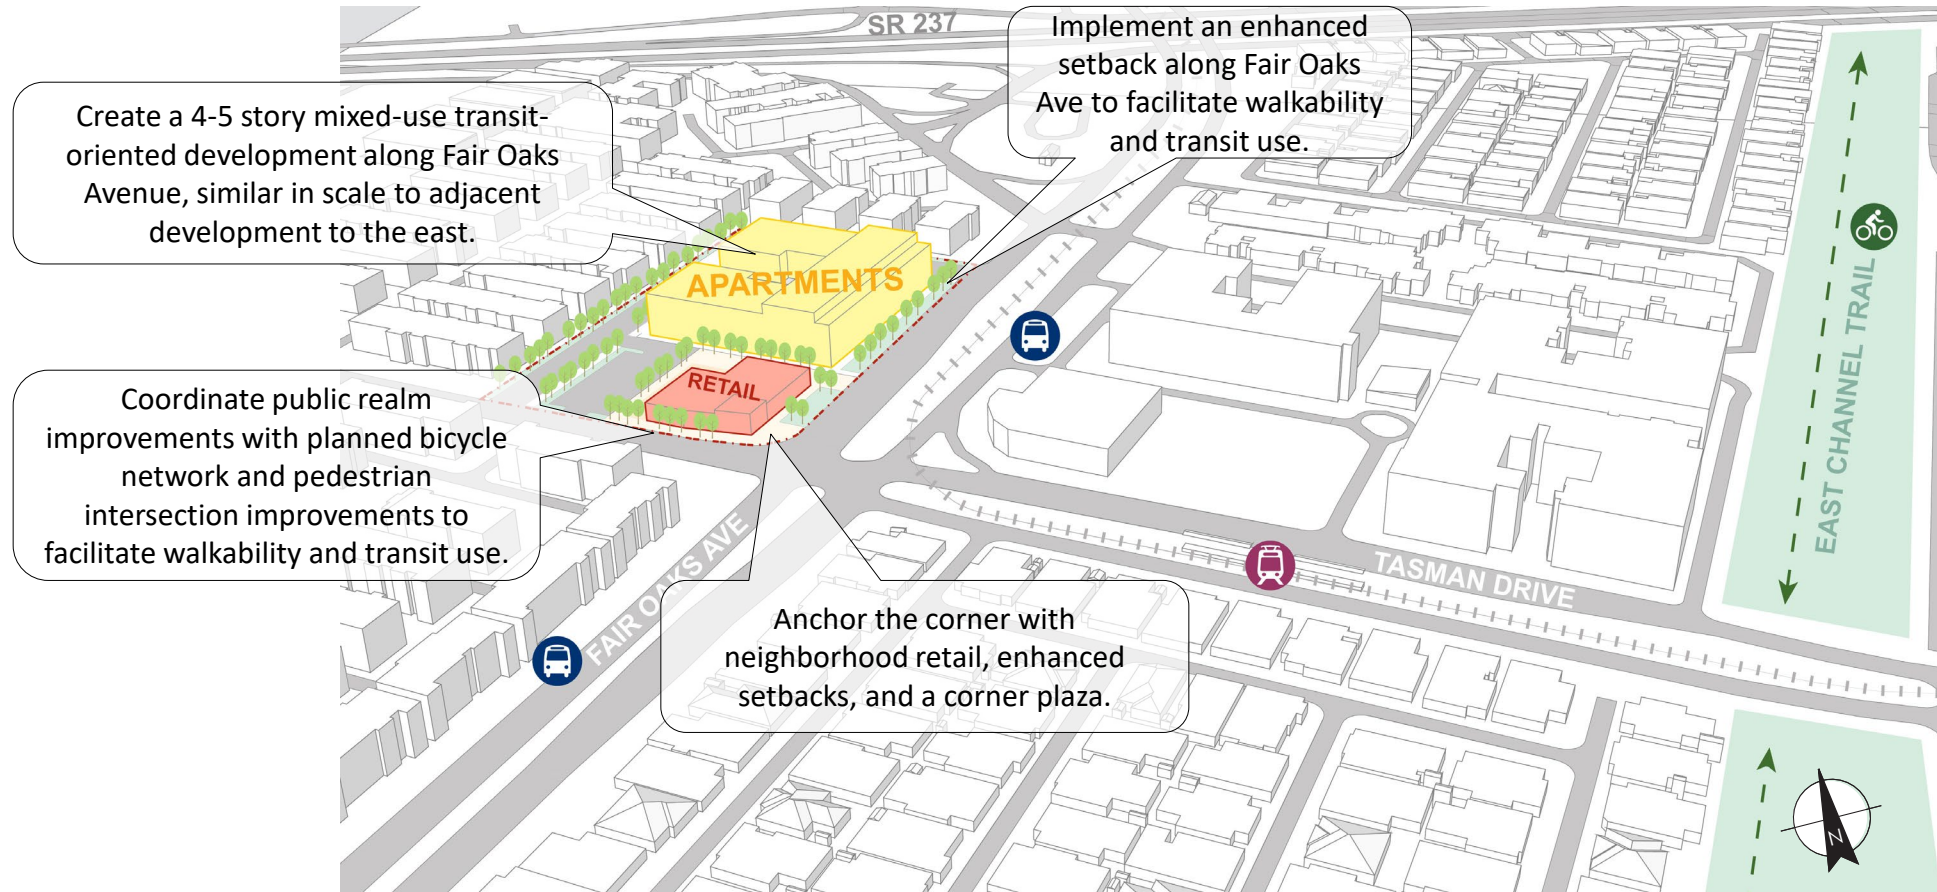 SR 237
Implement an enhanced
setback along Fair Oaks
Ave to facilitate walkability
and transit use.
Create a 4-5 story mixed-use transit-
oriented development along Fair Oaks
Avenue, similar in scale to adjacent
development to the east.
APARTMENTS
RETAIL
EAST CHANNEL TRAIL
Coordinate public realm
improvements with planned bicycle
network and pedestrian
intersection improvements to
facilitate walkability and transit use.
FAIR OAKS AVE
TASMAN DRIVE
Anchor the corner with
neighborhood retail, enhanced
setbacks, and a corner plaza.
N